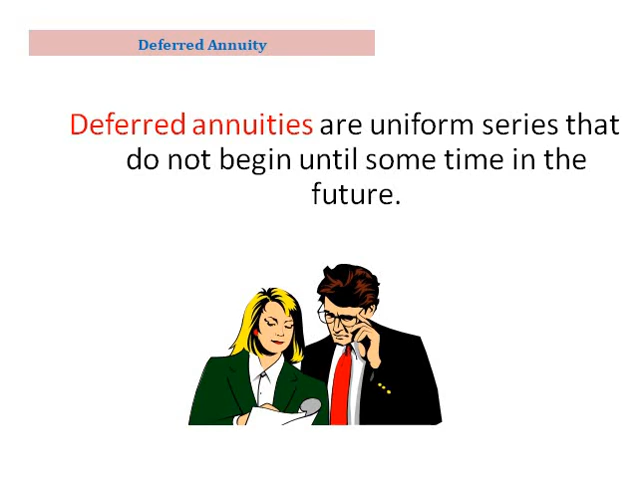 Deferred Annuity
Deferred annuities are uniform series that
do not begin until some time in the
future.